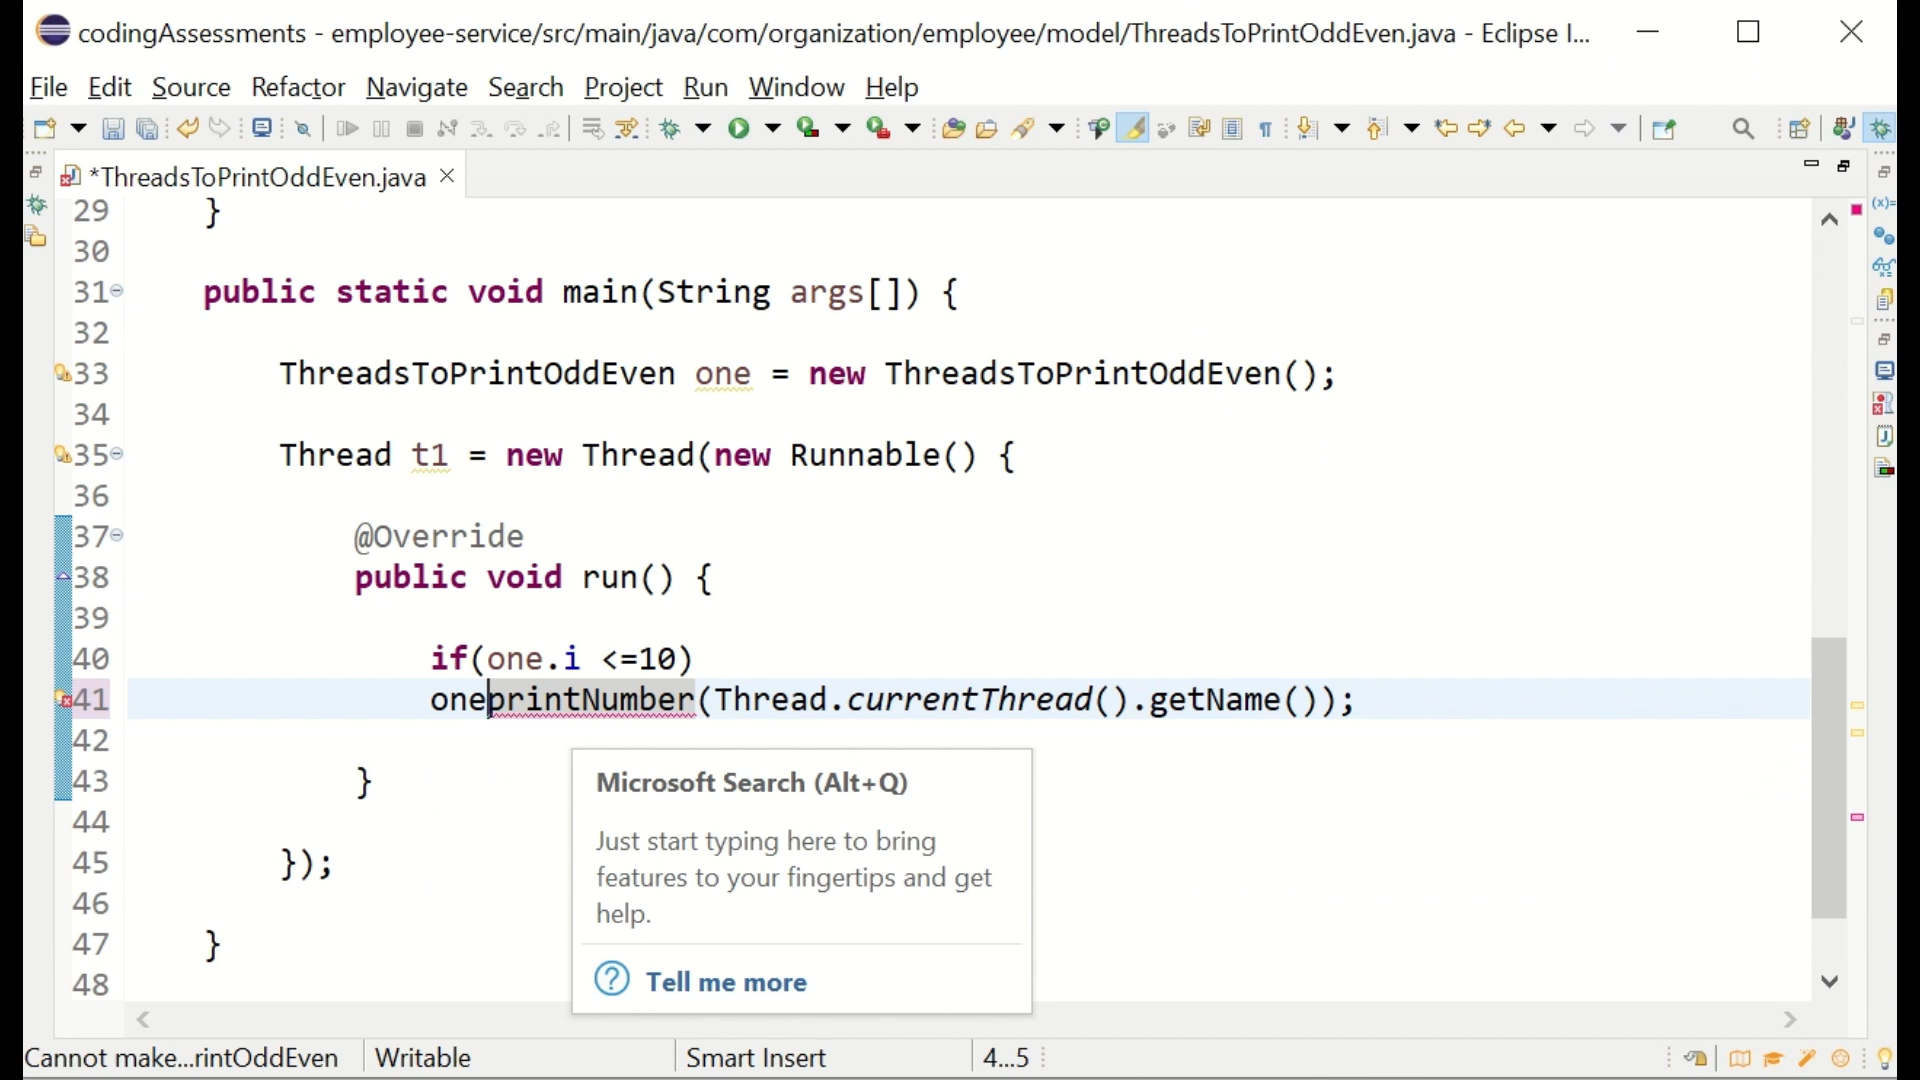 codingAssessments - employee-service/src/main/java/com/organization/employee/model/ThreadsToPrintOddEven.java - Eclipse I...
File Edit Source Refactor Navigate Search Project Run Window Help
*ThreadsToPrintOddEven.java
29 }
30
31 public static void main(String args[]) {
32
33 ThreadsToPrintOddEven one = new ThreadsToPrintOddEven();
34
35 Thread t1 = new Thread(new Runnable() {
36
37 @Override
38 public void run() {
39
40 if(one.i <=10)
41 oneprintNumber(Thread.currentThread().getName());
42
43 }
44
45 });
46
47 }
48
Microsoft Search (Alt+Q)
Just start typing here to bring
features to your fingertips and get
help.
Tell me more
Cannot make...rintOddEven Writable Smart Insert 4...5